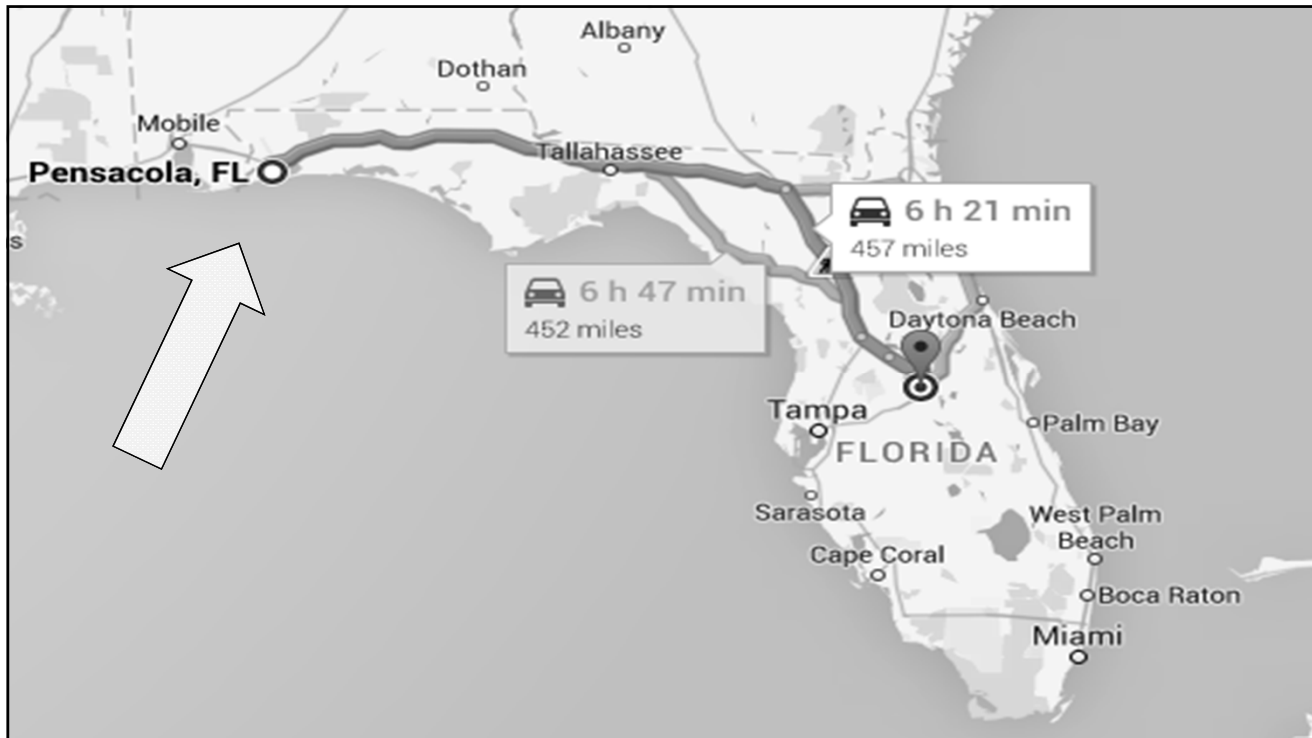 Albany
Dothan
Mobile
Tallahassee
Pensacola, FL
6 h 21 min
457 miles
s
6 h 47 min
452 miles
Daytona Beach
Tampa
Palm Bay
FLORIDA
Sarasota
West Palm
Beach
Cape Coral
Boca Raton
Miami